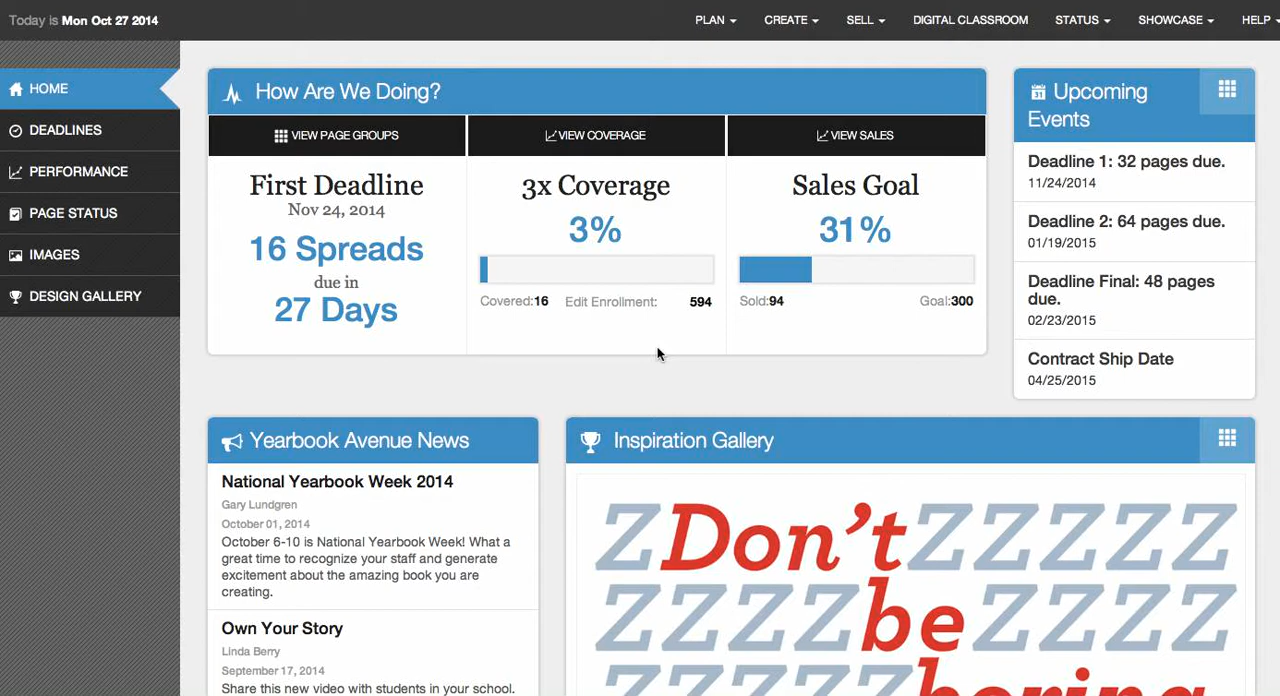 Today is Mon Oct 27 2014
PLAN
CREATE
SELL
DIGITAL CLASSROOM
STATUS
SHOWCASE
HELP
HOME
DEADLINES
PERFORMANCE
PAGE STATUS
IMAGES
DESIGN GALLERY
How Are We Doing?
VIEW PAGE GROUPS
VIEW COVERAGE
VIEW SALES
First Deadline
Nov 24, 2014
16 Spreads
due in
27 Days
3x Coverage
3%
Covered:16
Edit Enrollment:
594
Sales Goal
31%
Sold:94
Goal:300
31
Upcoming
Events
Deadline 1: 32 pages due.
11/24/2014
Deadline 2: 64 pages due.
01/19/2015
Deadline Final: 48 pages
due.
02/23/2015
Contract Ship Date
04/25/2015
Yearbook Avenue News
National Yearbook Week 2014
Gary Lundgren
October 01, 2014
October 6-10 is National Yearbook Week! What a
great time to recognize your staff and generate
excitement about the amazing book you are
creating.
Own Your Story
Linda Berry
September 17, 2014
Share this new video with students in your school.
Inspiration Gallery
ZDon'tZZZZZ
ZZZZbeZZZZ
ZZZZZboring